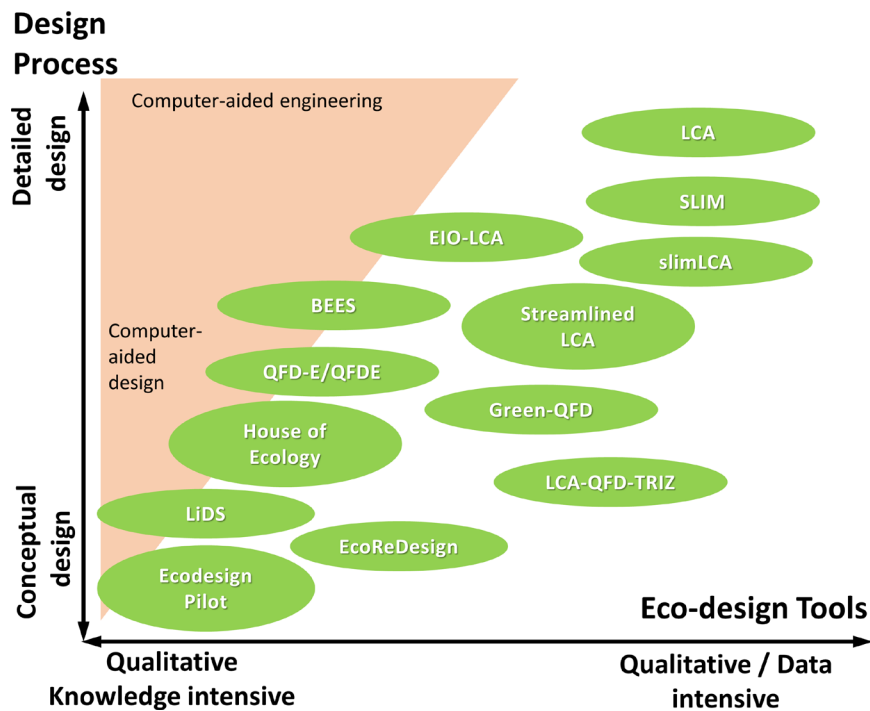 Design
Process
Computer-aided engineering
Detailed
design
LCA
SLIM
EIO-LCA
slimLCA
BEES
Streamlined
LCA
Computer-
aided
design
QFD-E/QFDE
Green-QFD
House of
Ecology
LCA-QFD-TRIZ
LiDS
EcoReDesign
Conceptual
design
Ecodesign
Pilot
Eco-design Tools
Qualitative
Knowledge intensive
Qualitative / Data
intensive